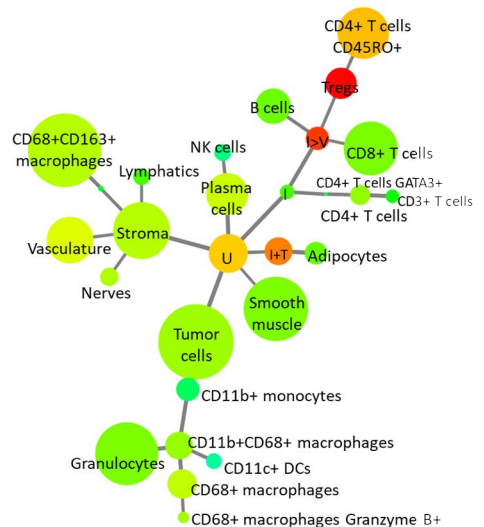 CD4+ T cells
CD45RO+
Tregs
B cells
I>V
CD8+ T cells
NK cells
CD68+CD163+
macrophages
Lymphatics
Plasma
cells
I
CD4+ T cells GATA3+
CD3+ T cells
CD4+ T cells
Stroma
Vasculature
U
I+T
Adipocytes
Nerves
Smooth
muscle
Tumor
cells
CD11b+ monocytes
CD11b+CD68+ macrophages
Granulocytes
CD11c+ DCs
CD68+ macrophages
CD68+ macrophages Granzyme B+